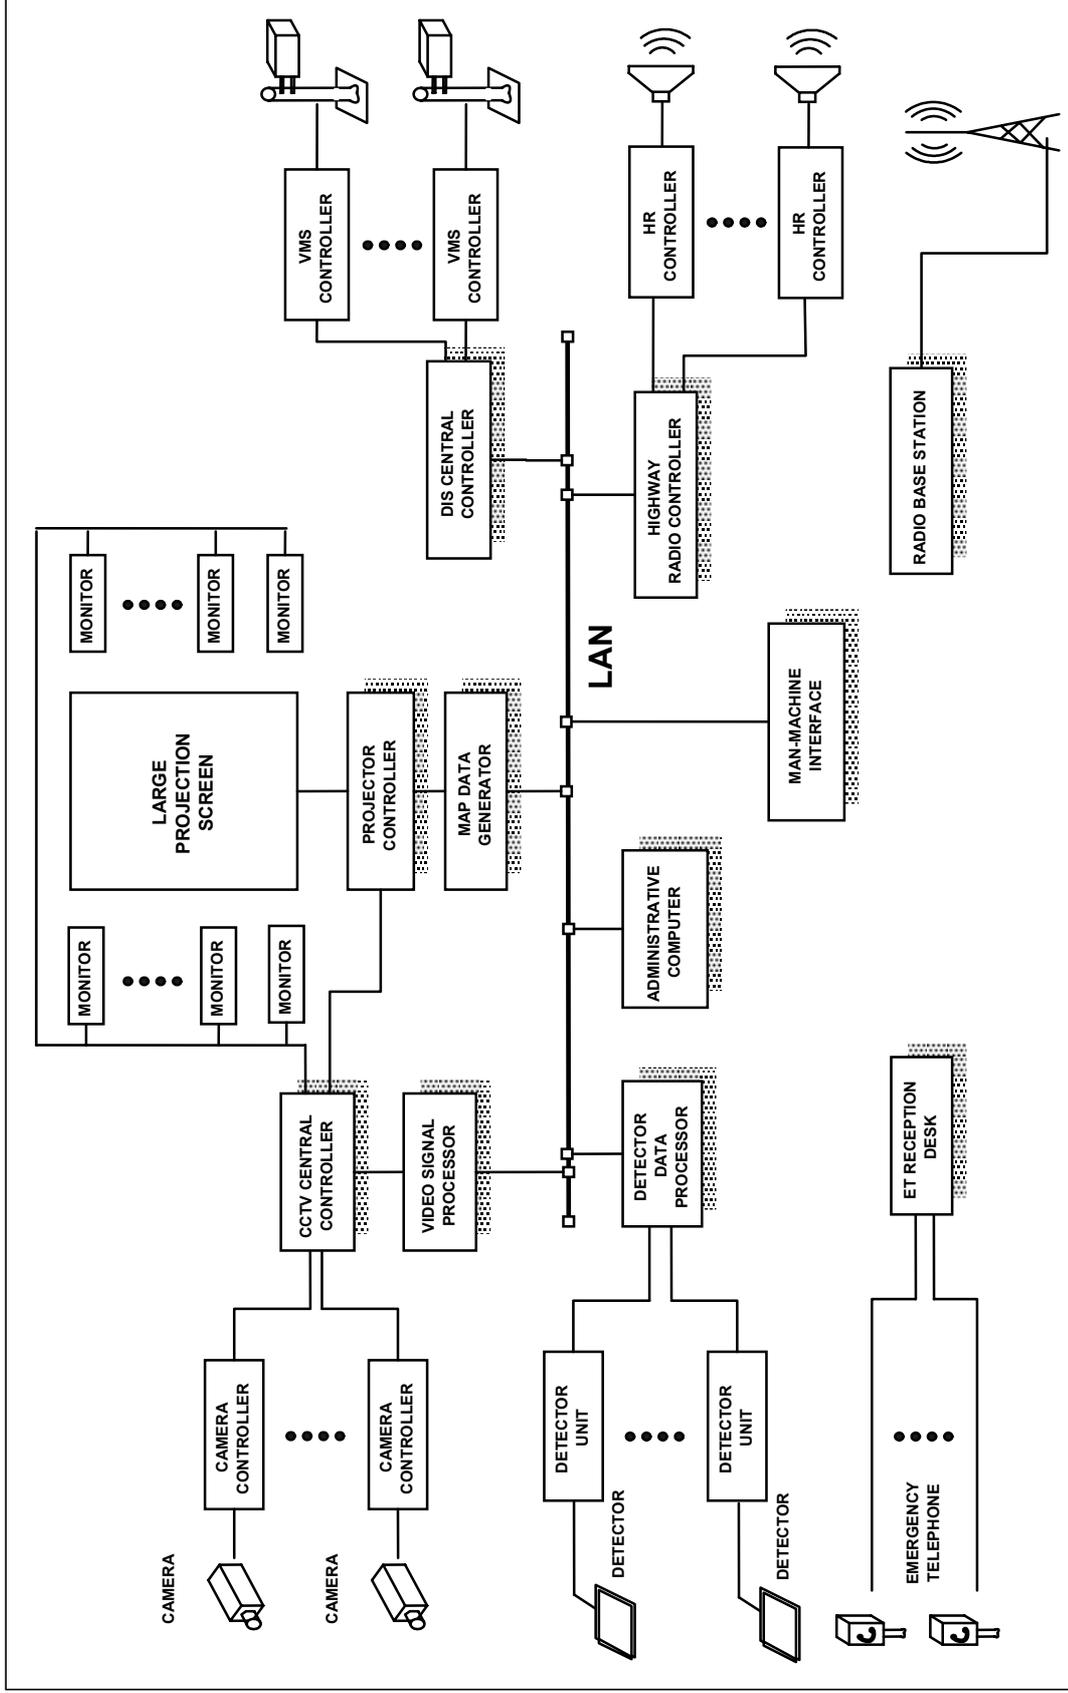 CAMERA
CAMERA
CONTROLLER
CAMERA
CAMERA
CONTROLLER
CCTV CENTRAL
CONTROLLER
VIDEO SIGNAL
PROCESSOR
MONITOR
MONITOR
MONITOR
LARGE
PROJECTION
SCREEN
PROJECTOR
CONTROLLER
MAP DATA
GENERATOR
MONITOR
MONITOR
MONITOR
DIS CENTRAL
CONTROLLER
VMS
CONTROLLER
VMS
CONTROLLER
LAN
DETECTOR
DETECTOR
UNIT
DETECTOR
DETECTOR
UNIT
DETECTOR
DATA
PROCESSOR
ADMINISTRATIVE
COMPUTER
MAN-MACHINE
INTERFACE
HIGHWAY
RADIO CONTROLLER
HR
CONTROLLER
HR
CONTROLLER
EMERGENCY
TELEPHONE
ET RECEPTION
DESK
RADIO BASE STATION